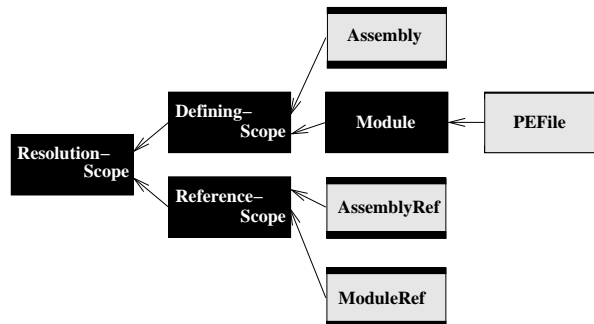 Assembly
Defining–
Scope
Module
PEFile
Resolution–
Scope
Reference–
Scope
AssemblyRef
ModuleRef